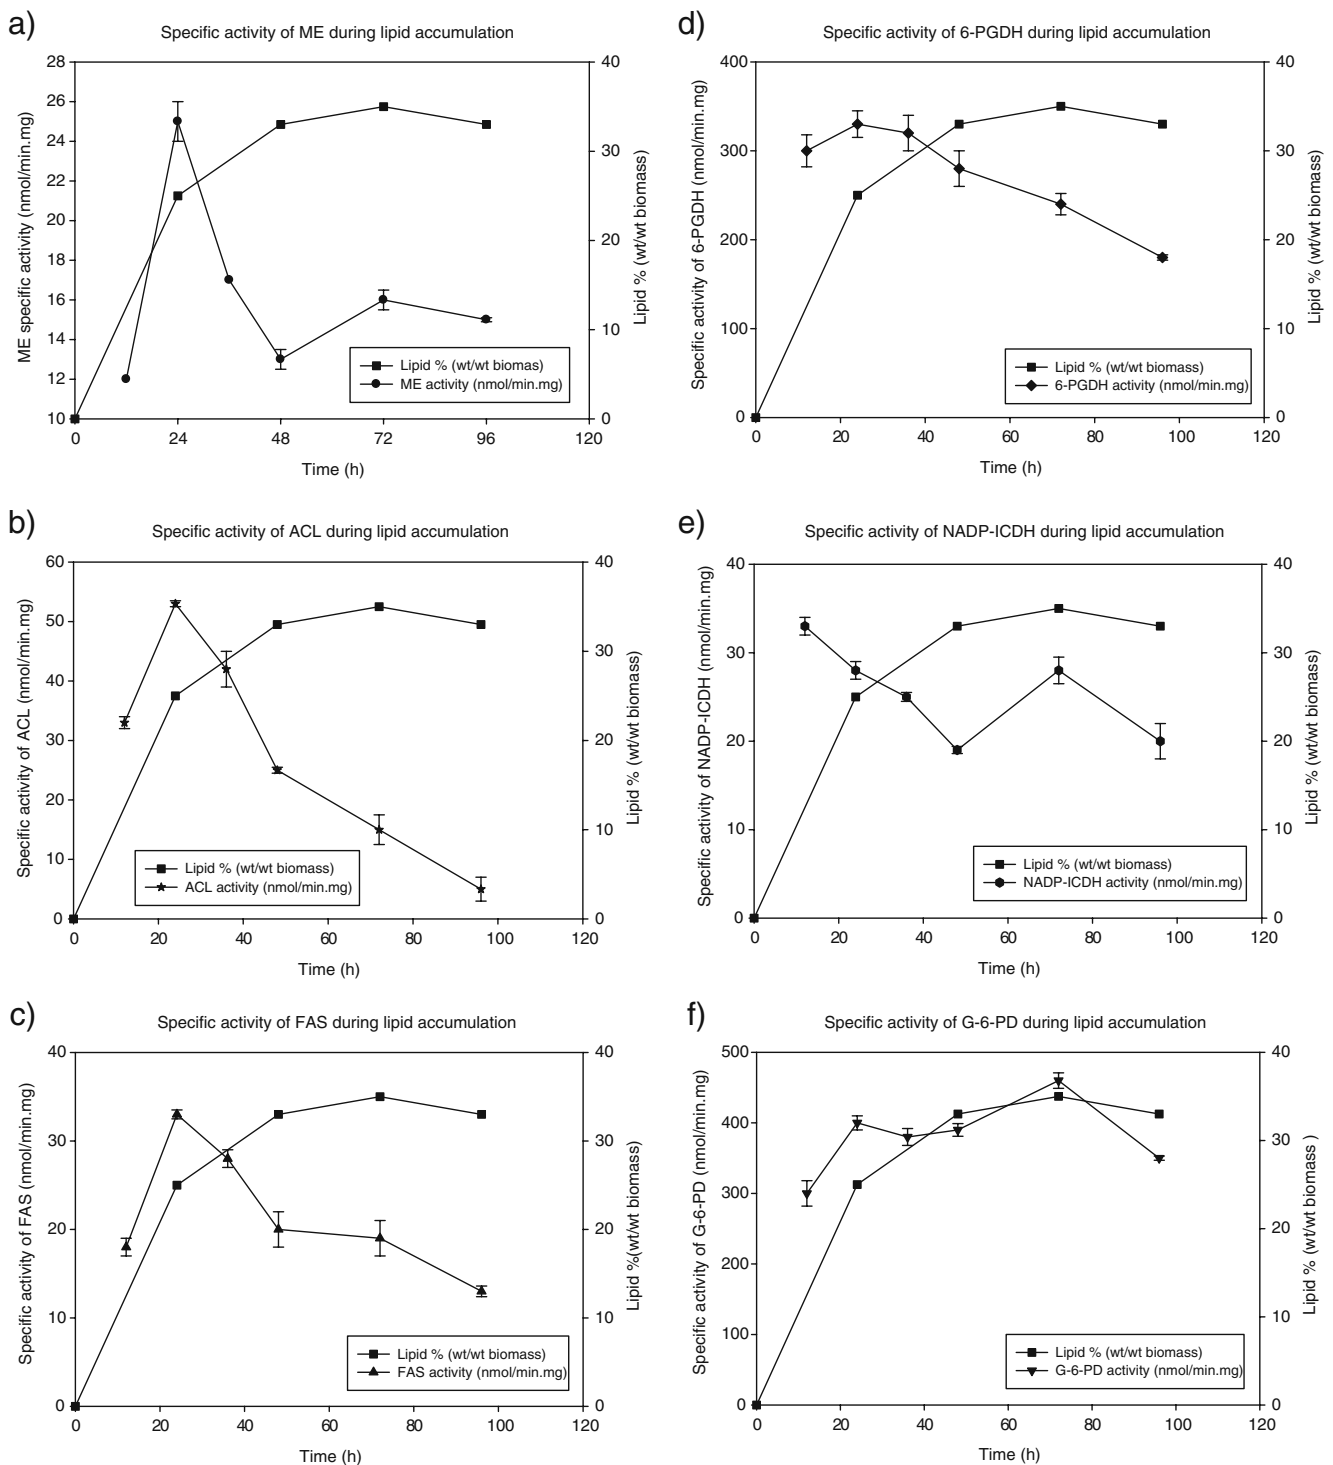 a)
Specific activity of ME during lipid accumulation
ME specific activity (nmol/min.mg)
28
26
24
22
20
18
16
14
12
10
40
30
20
10
0
Lipid % (wt/wt biomass)
Lipid % (wt/wt biomas)
ME activity (nmol/min.mg)
0 24 48 72 96 120
Time (h)
b)
Specific activity of ACL during lipid accumulation
Specific activity of ACL (nmol/min.mg)
60
50
40
30
20
10
0
40
30
20
10
0
Lipid % (wt/wt biomass)
Lipid % (wt/wt biomass)
ACL activity (nmol/min.mg)
0 20 40 60 80 100 120
Time (h)
c)
Specific activity of FAS during lipid accumulation
Specific activity of FAS (nmol/min.mg)
40
30
20
10
0
40
30
20
10
0
Lipid %(wt/wt biomass)
Lipid % (wt/wt biomass)
FAS activity (nmol/min.mg)
0 20 40 60 80 100 120
Time (h)
d)
Specific activity of 6-PGDH during lipid accumulation
Specific activity of 6-PGDH (nmol/min.mg)
400
300
200
100
0
40
30
20
10
0
Lipid % (wt/wt biomass)
Lipid % (wt/wt biomass)
6-PGDH activity (nmol/min.mg)
0 20 40 60 80 100 120
Time (h)
e)
Specific activity of NADP-ICDH during lipid accumulation
Specific activity of NADP-ICDH (nmol/min.mg)
40
30
20
10
0
40
30
20
10
0
Lipid % (wt/wt biomass)
Lipid % (wt/wt biomass)
NADP-ICDH activity (nmol/min.mg)
0 20 40 60 80 100 120
Time (h)
f)
Specific activity of G-6-PD during lipid accumulation
Specific activity of G-6-PD (nmol/min.mg)
500
400
300
200
100
0
40
30
20
10
0
Lipid % (wt/wt biomass )
Lipid % (wt/wt biomass)
G-6-PD activity (nmol/min.mg)
0 20 40 60 80 100 120
Time (h)